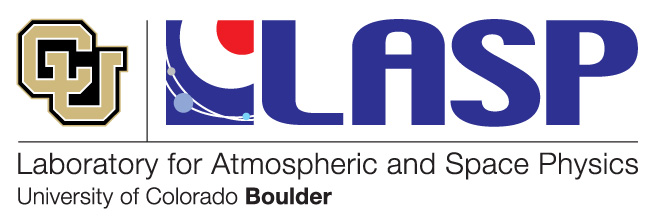 CU LASP
Laboratory for Atmospheric and Space Physics
University of Colorado Boulder